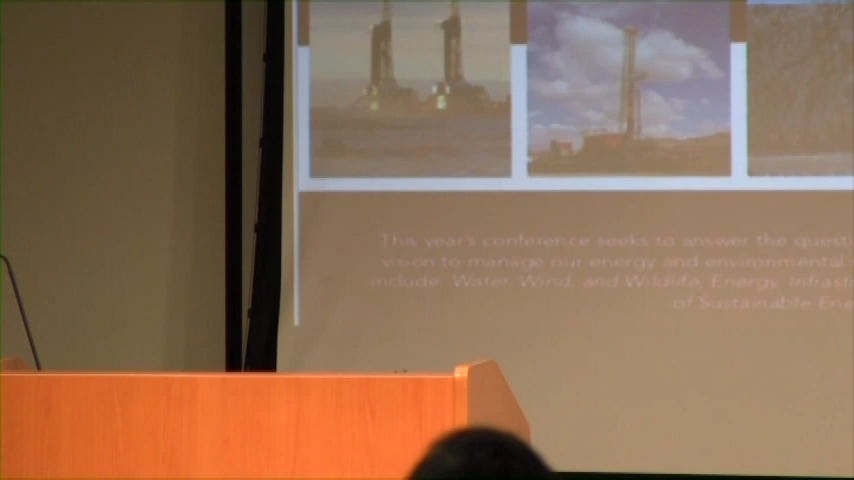 This year's conference seeks to answer the questi
vision to manage our energy and environmental
include: Water, Wind, and Wildlife, Energy, Infrastr
of Sustainable Ene